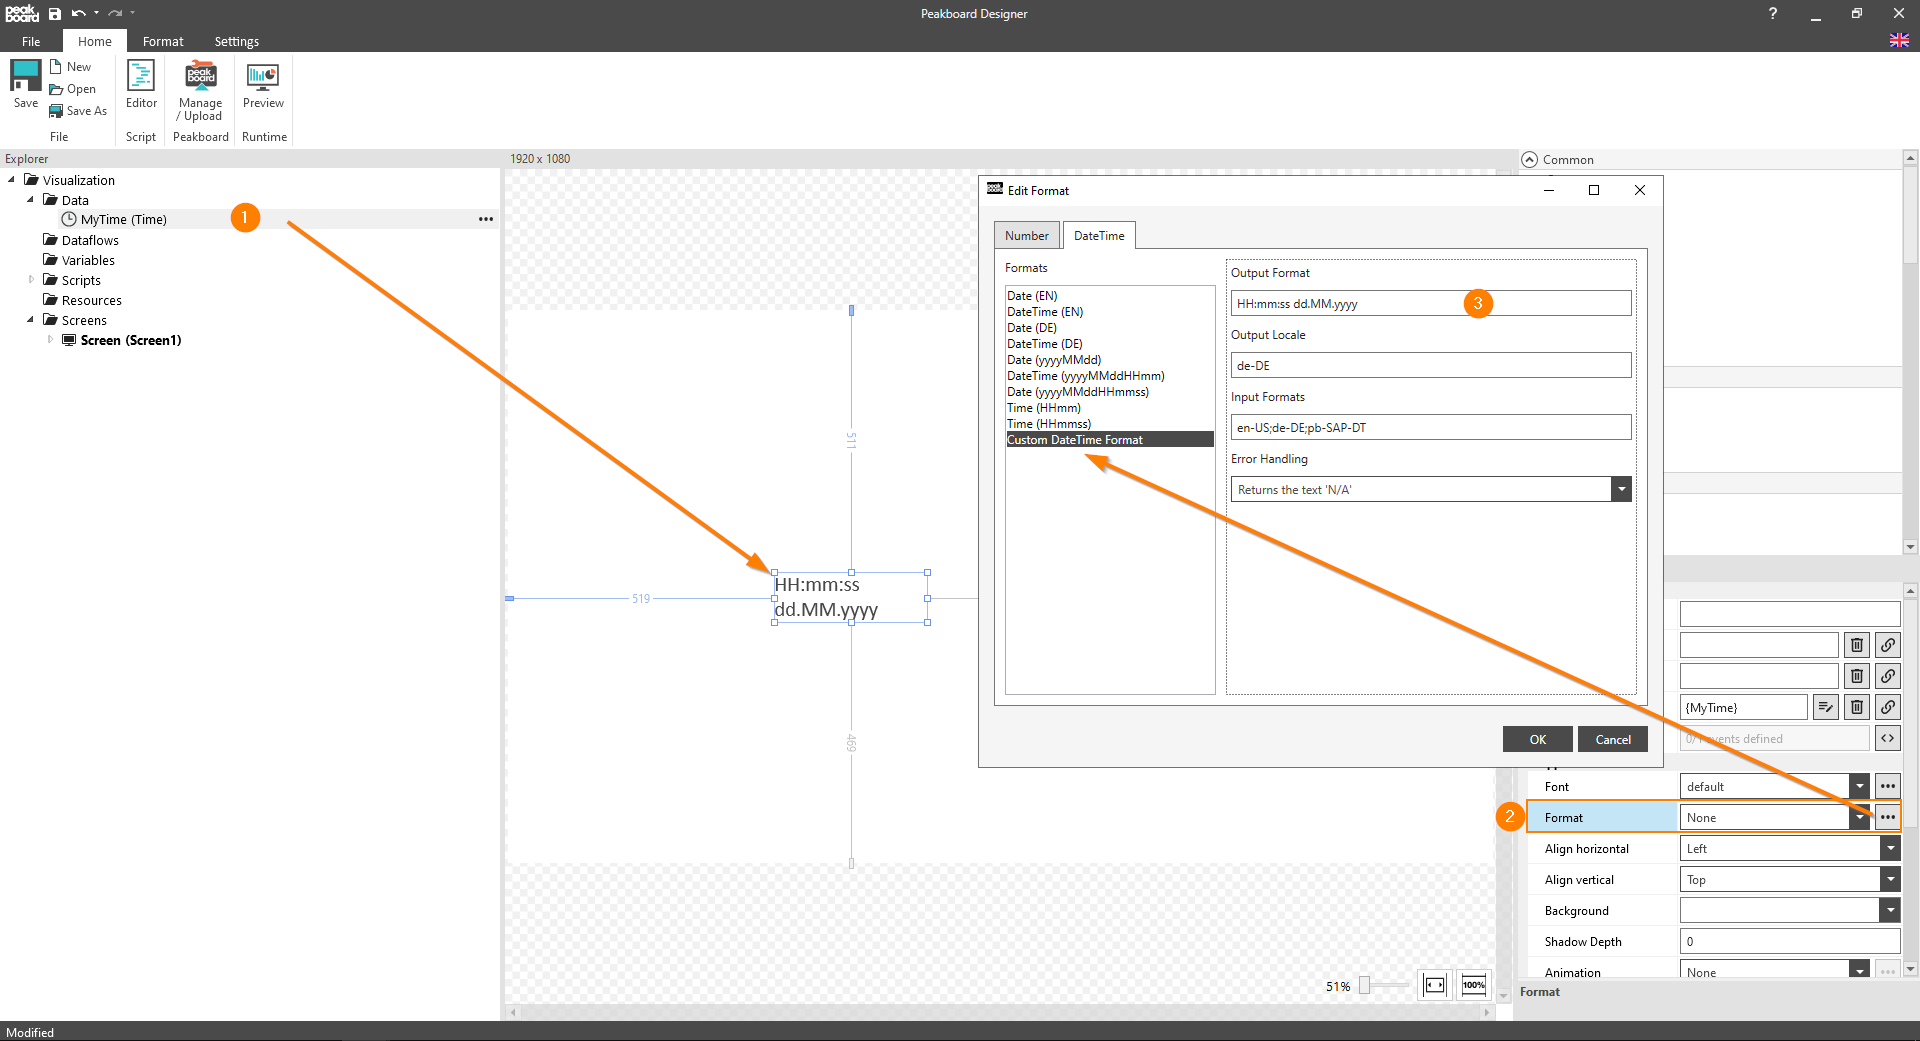 peak board
Peakboard Designer
?
File
Home
Format
Settings
Save
New
Open
Save As
Editor
peak board
Manage
/ Upload
Preview
File
Script
Peakboard
Runtime
Explorer
1920 x 1080
Common
Visualization
Data
MyTime (Time)
1
Dataflows
Variables
Scripts
Resources
Screens
Screen (Screen1)
511
519
469
HH:mm:ss
dd.MM.yyyy
Edit Format
Number
DateTime
Formats
Date (EN)
DateTime (EN)
Date (DE)
DateTime (DE)
Date (yyyyMMdd)
DateTime (yyyyMMddHHmm)
Date (yyyyMMddHHmmss)
Time (HHmm)
Time (HHmmss)
Custom DateTime Format
Output Format
HH:mm:ss dd.MM.yyyy
3
Output Locale
de-DE
Input Formats
en-US;de-DE;pb-SAP-DT
Error Handling
Returns the text 'N/A'
OK
Cancel
{MyTime}
events defined
Font
default
2
Format
None
Align horizontal
Left
Align vertical
Top
Background
Shadow Depth
0
Animation
None
51%
100%
Format
Modified